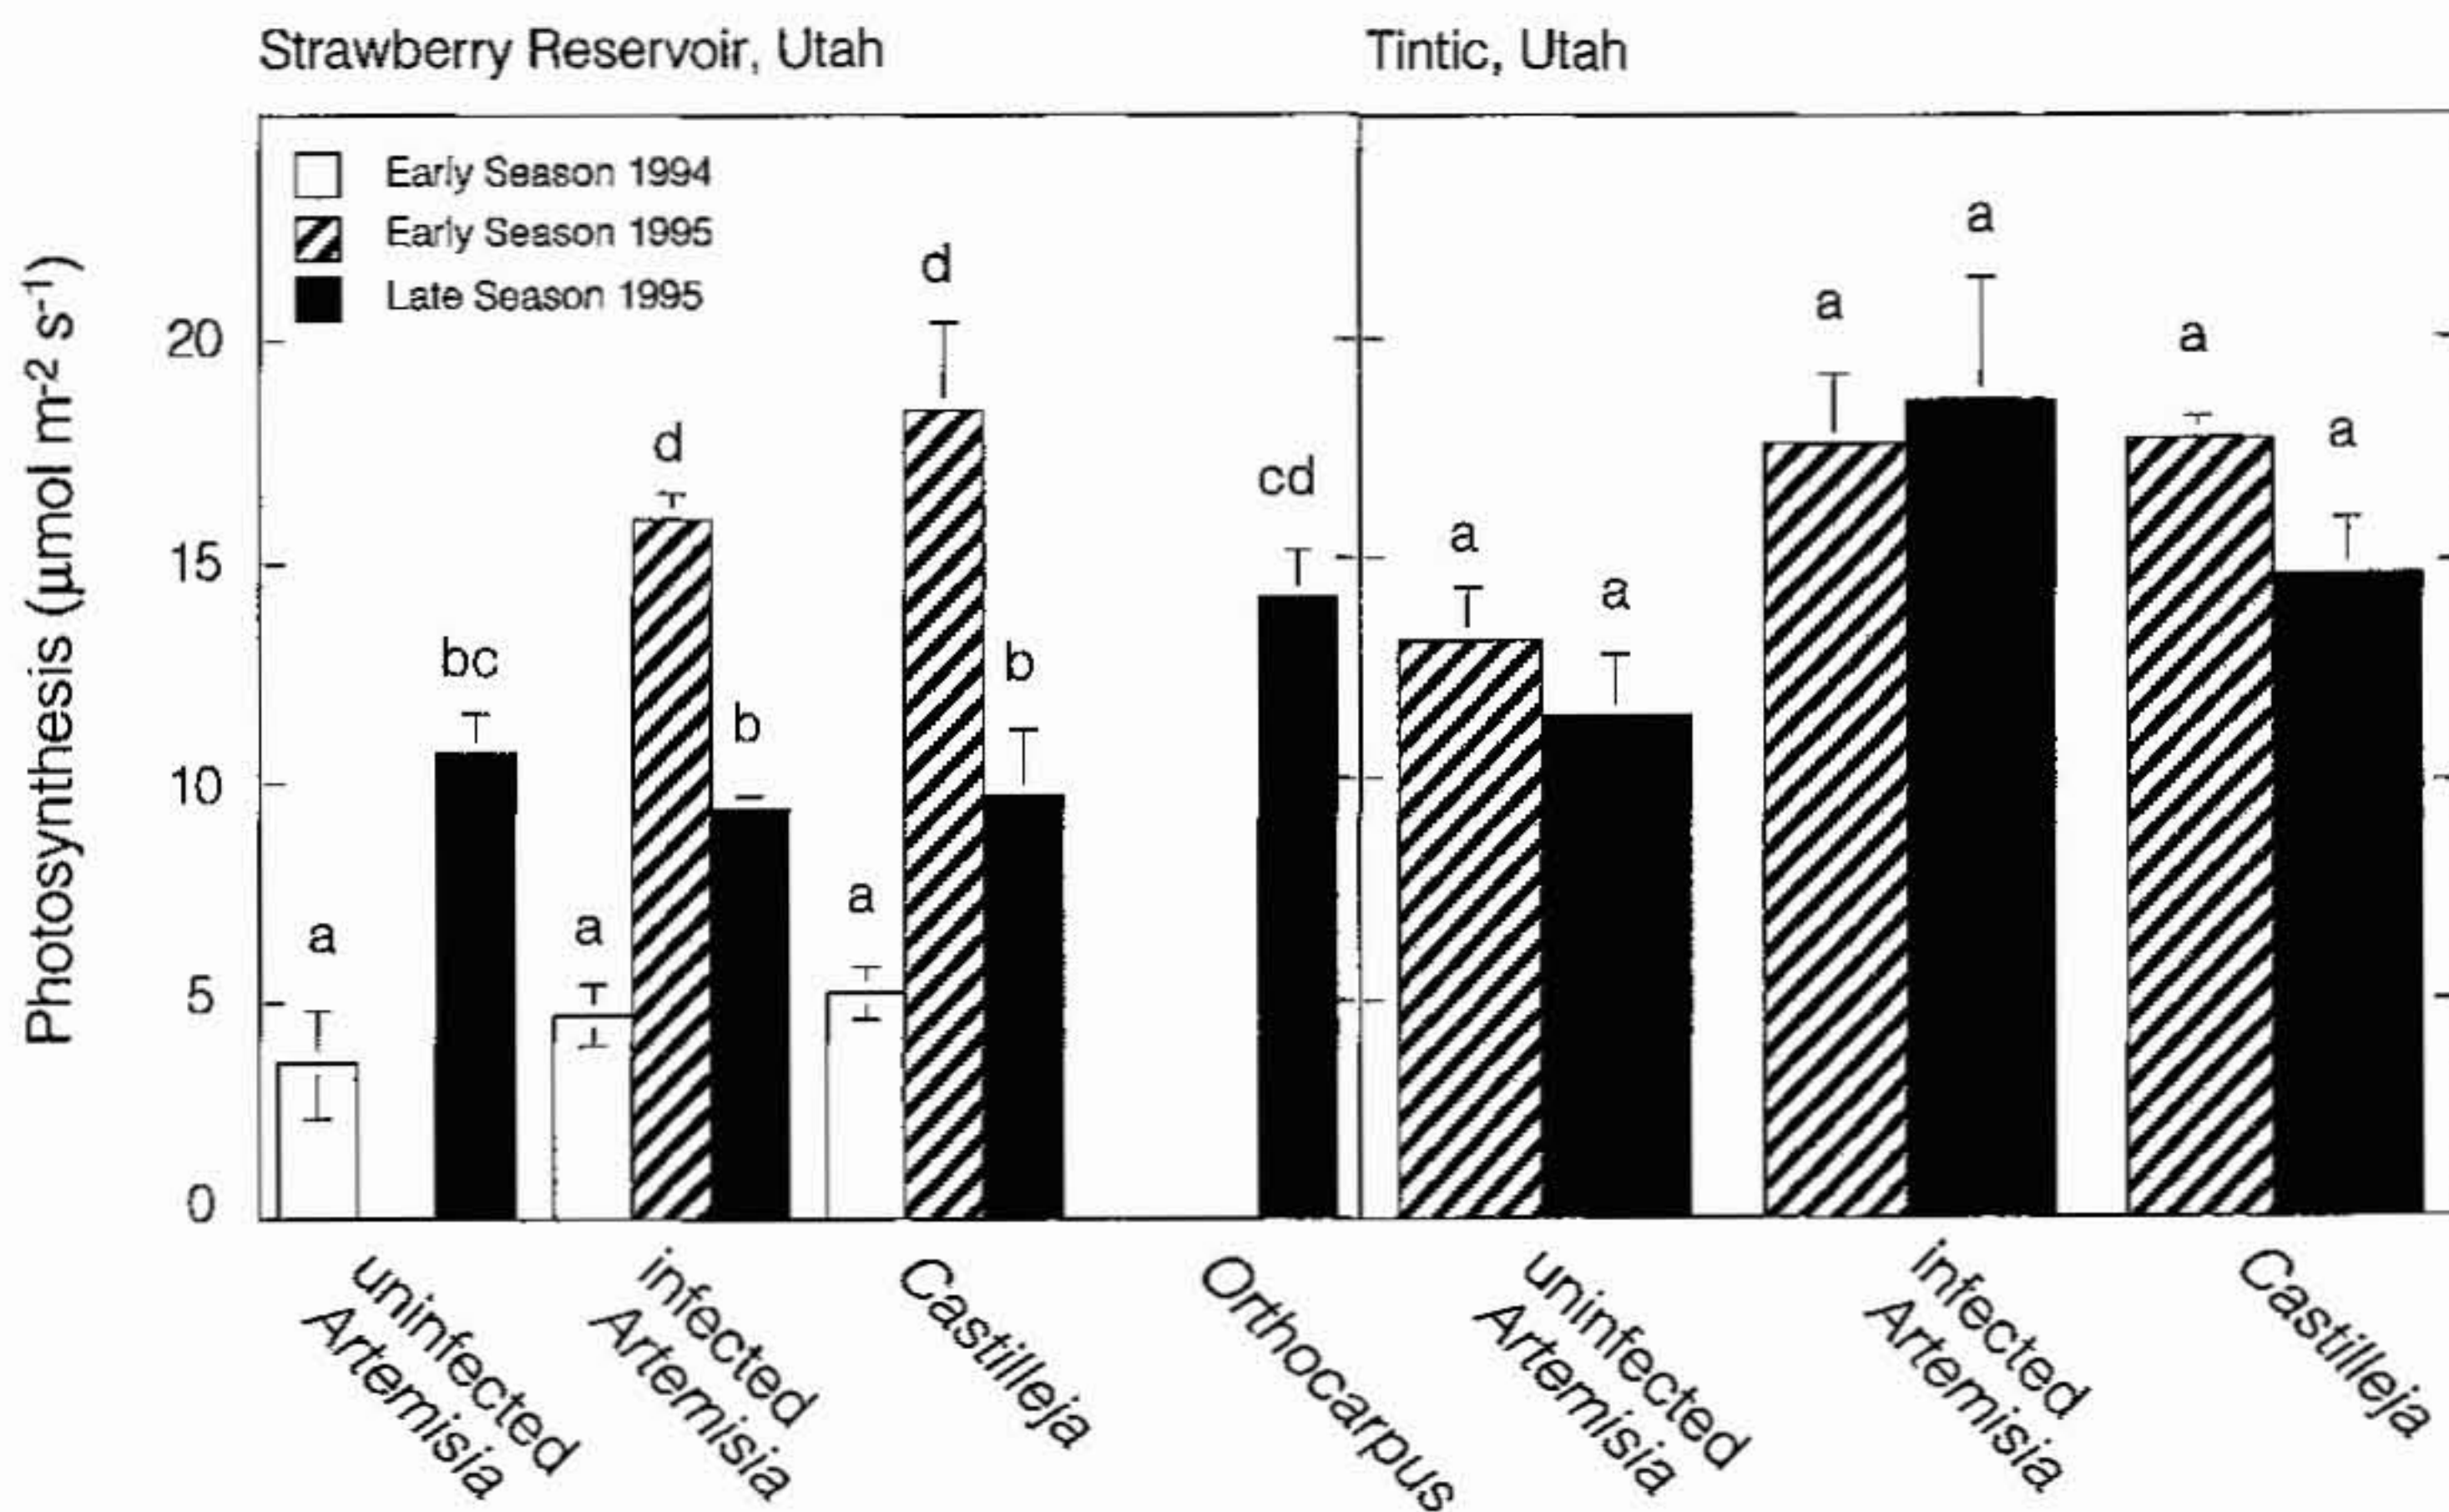 Strawberry Reservoir, Utah
Tintic, Utah
Early Season 1994
Early Season 1995
Late Season 1995
Photosynthesis (µmol m-2 s-1)
20
15
10
5
0
a
bc
a
d
b
a
d
b
cd
a
a
a
a
a
a
uninfected
Artemisia
infected
Artemisia
Castilleja
Orthocarpus
uninfected
Artemisia
infected
Artemisia
Castilleja